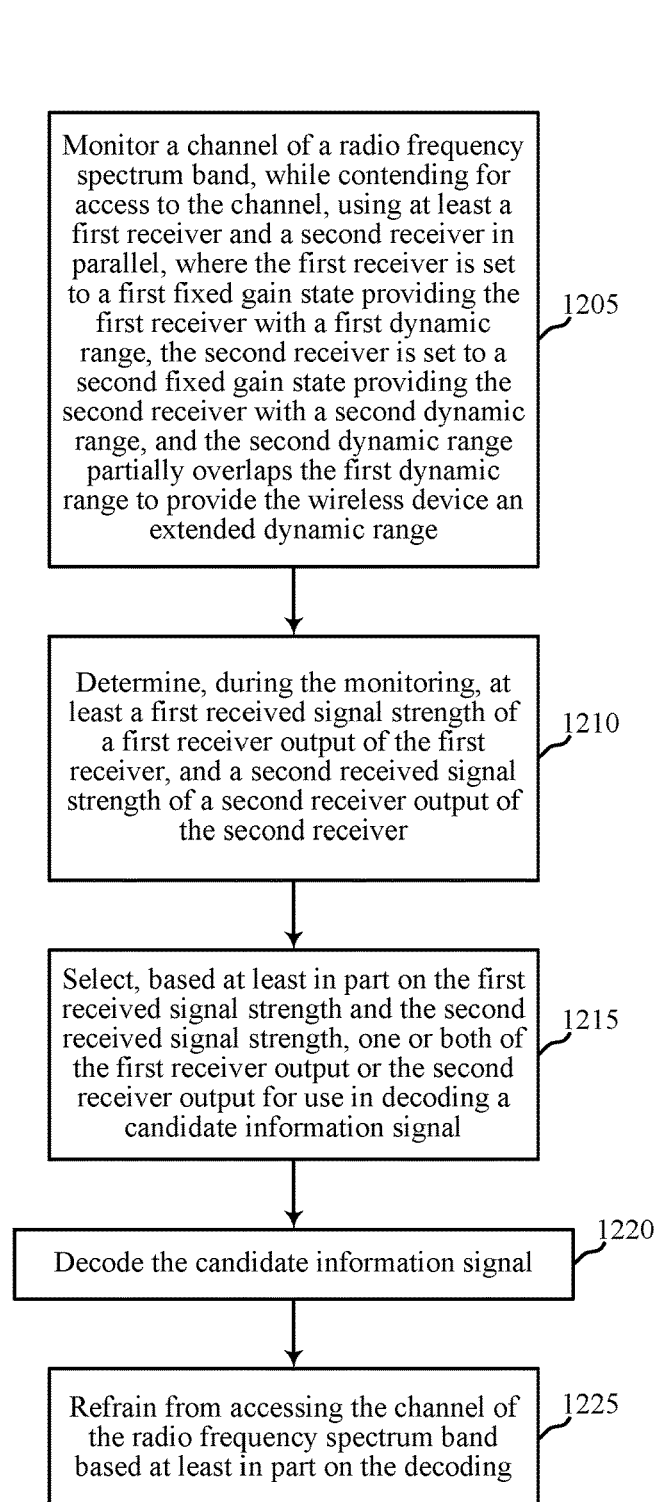 Monitor a channel of a radio frequency
spectrum band, while contending for
access to the channel, using at least a
first receiver and a second receiver in
parallel, where the first receiver is set
to a first fixed gain state providing the
first receiver with a first dynamic
range, the second receiver is set to a
second fixed gain state providing the
second receiver with a second dynamic
range, and the second dynamic range
partially overlaps the first dynamic
range to provide the wireless device an
extended dynamic range
1205
Determine, during the monitoring, at
least a first received signal strength of
a first receiver output of the first
receiver, and a second received signal
strength of a second receiver output of
the second receiver
1210
Select, based at least in part on the first
received signal strength and the second
received signal strength, one or both of
the first receiver output or the second
receiver output for use in decoding a
candidate information signal
1215
Decode the candidate information signal
1220
Refrain from accessing the channel of
the radio frequency spectrum band
based at least in part on the decoding
1225